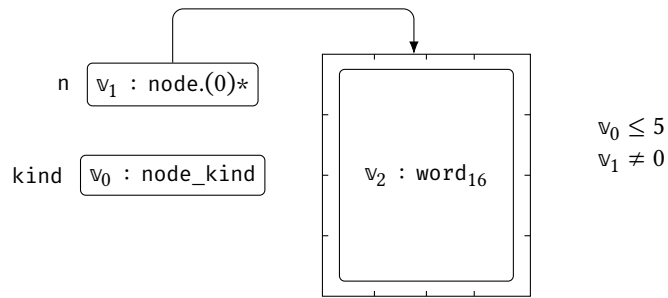 n 𝕧₁ : node.(0)*
kind 𝕧₀ : node_kind
𝕧₂ : word₁₆
𝕧₀ ≤ 5
𝕧₁ ≠ 0